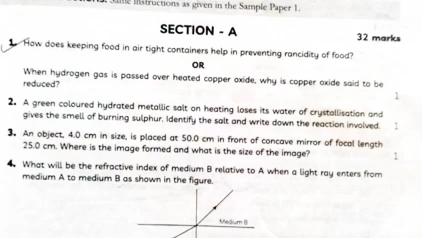 Same instructions as given in the Sample Paper 1.
SECTION - A
32 marks
1. How does keeping food in air tight containers help in preventing rancidity of food?
OR
When hydrogen gas is passed over heated copper oxide, why is copper oxide said to be
reduced? 1
2. A green coloured hydrated metallic salt on heating loses its water of crystallisation and
gives the smell of burning sulphur. Identify the salt and write down the reaction involved. 1
3. An object, 4.0 cm in size, is placed at 50.0 cm in front of concave mirror of focal length
25.0 cm. Where is the image formed and what is the size of the image? 1
4. What will be the refractive index of medium B relative to A when a light ray enters from
medium A to medium B as shown in the figure.
Medium B